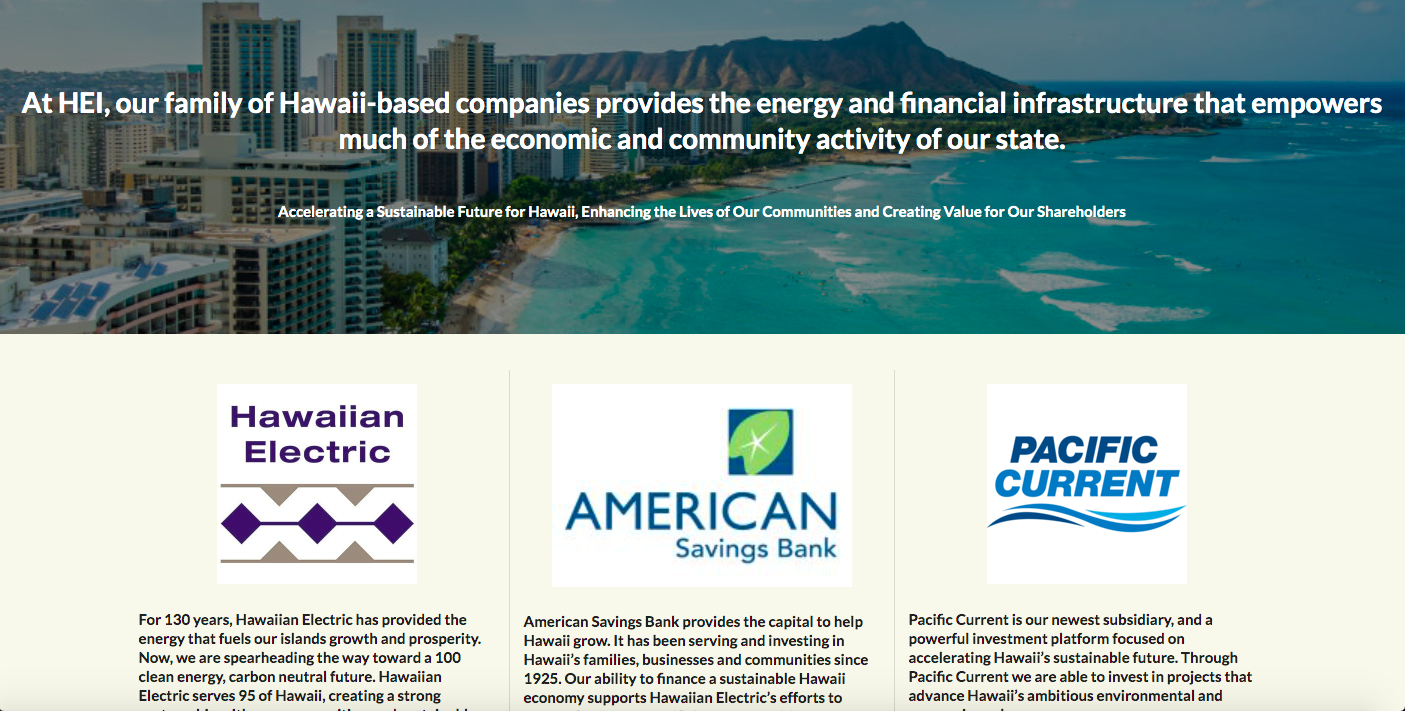 At HEI, our family of Hawaii-based companies provides the energy and financial infrastructure that empowers
much of the economic and community activity of our state.
Accelerating a Sustainable Future for Hawaii, Enhancing the Lives of Our Communities and Creating Value for Our Shareholders
Hawaiian
Electric
For 130 years, Hawaiian Electric has provided the
energy that fuels our islands growth and prosperity.
Now, we are spearheading the way toward a 100
clean energy, carbon neutral future. Hawaiian
Electric serves 95 of Hawaii, creating a strong
AMERICAN
Savings Bank
American Savings Bank provides the capital to help
Hawaii grow. It has been serving and investing in
Hawaii's families, businesses and communities since
1925. Our ability to finance a sustainable Hawaii
economy supports Hawaiian Electric's efforts to
PACIFIC
CURRENT
Pacific Current is our newest subsidiary, and a
powerful investment platform focused on
accelerating Hawaii's sustainable future. Through
Pacific Current we are able to invest in projects that
advance Hawaii's ambitious environmental and